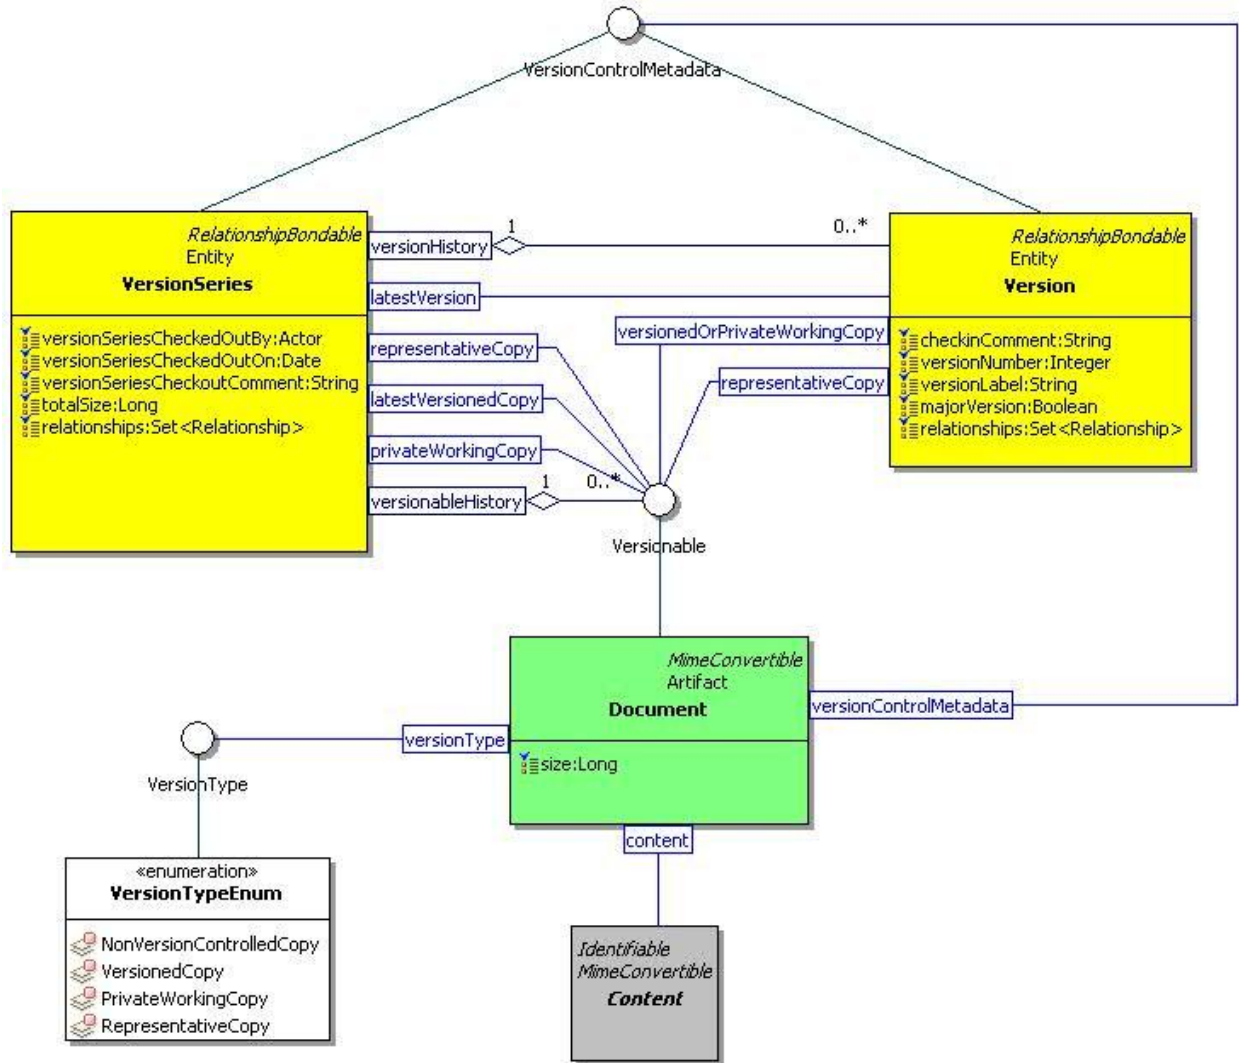 VersionControlMetadata
RelationshipBondable
Entity
VersionSeries
versionSeriesCheckedOutBy:Actor
versionSeriesCheckedOutOn:Date
versionSeriesCheckoutComment:String
totalSize:Long
relationships:Set<Relationship>
versionHistory
1
0..*
latestVersion
representativeCopy
latestVersionedCopy
privateWorkingCopy
versionableHistory
1
0..*
versionedOrPrivateWorkingCopy
representativeCopy
RelationshipBondable
Entity
Version
checkinComment:String
versionNumber:Integer
versionLabel:String
majorVersion:Boolean
relationships:Set<Relationship>
Versionable
MimeConvertible
Artifact
Document
size:Long
versionControlMetadata
versionType
VersionType
content
«enumeration»
VersionTypeEnum
NonVersionControlledCopy
VersionedCopy
PrivateWorkingCopy
RepresentativeCopy
Identifiable
MimeConvertible
Content